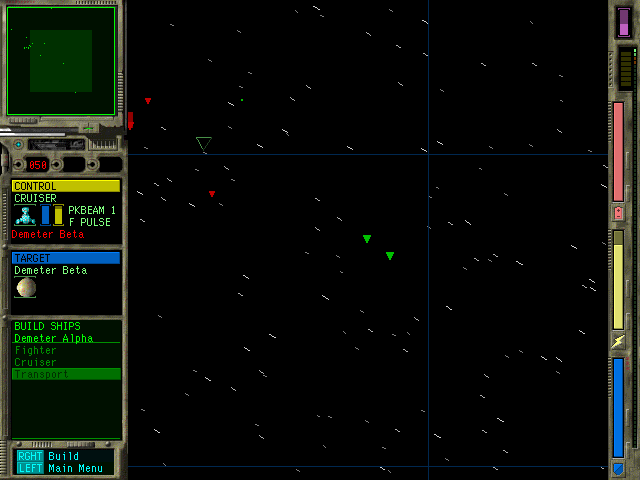 050
CONTROL
CRUISER
PKBEAM 1
F PULSE
Demeter Beta
TARGET
Demeter Beta
BUILD SHIPS
Demeter Alpha
Fighter
Cruiser
Transport
RGHT Build
LEFT Main Menu